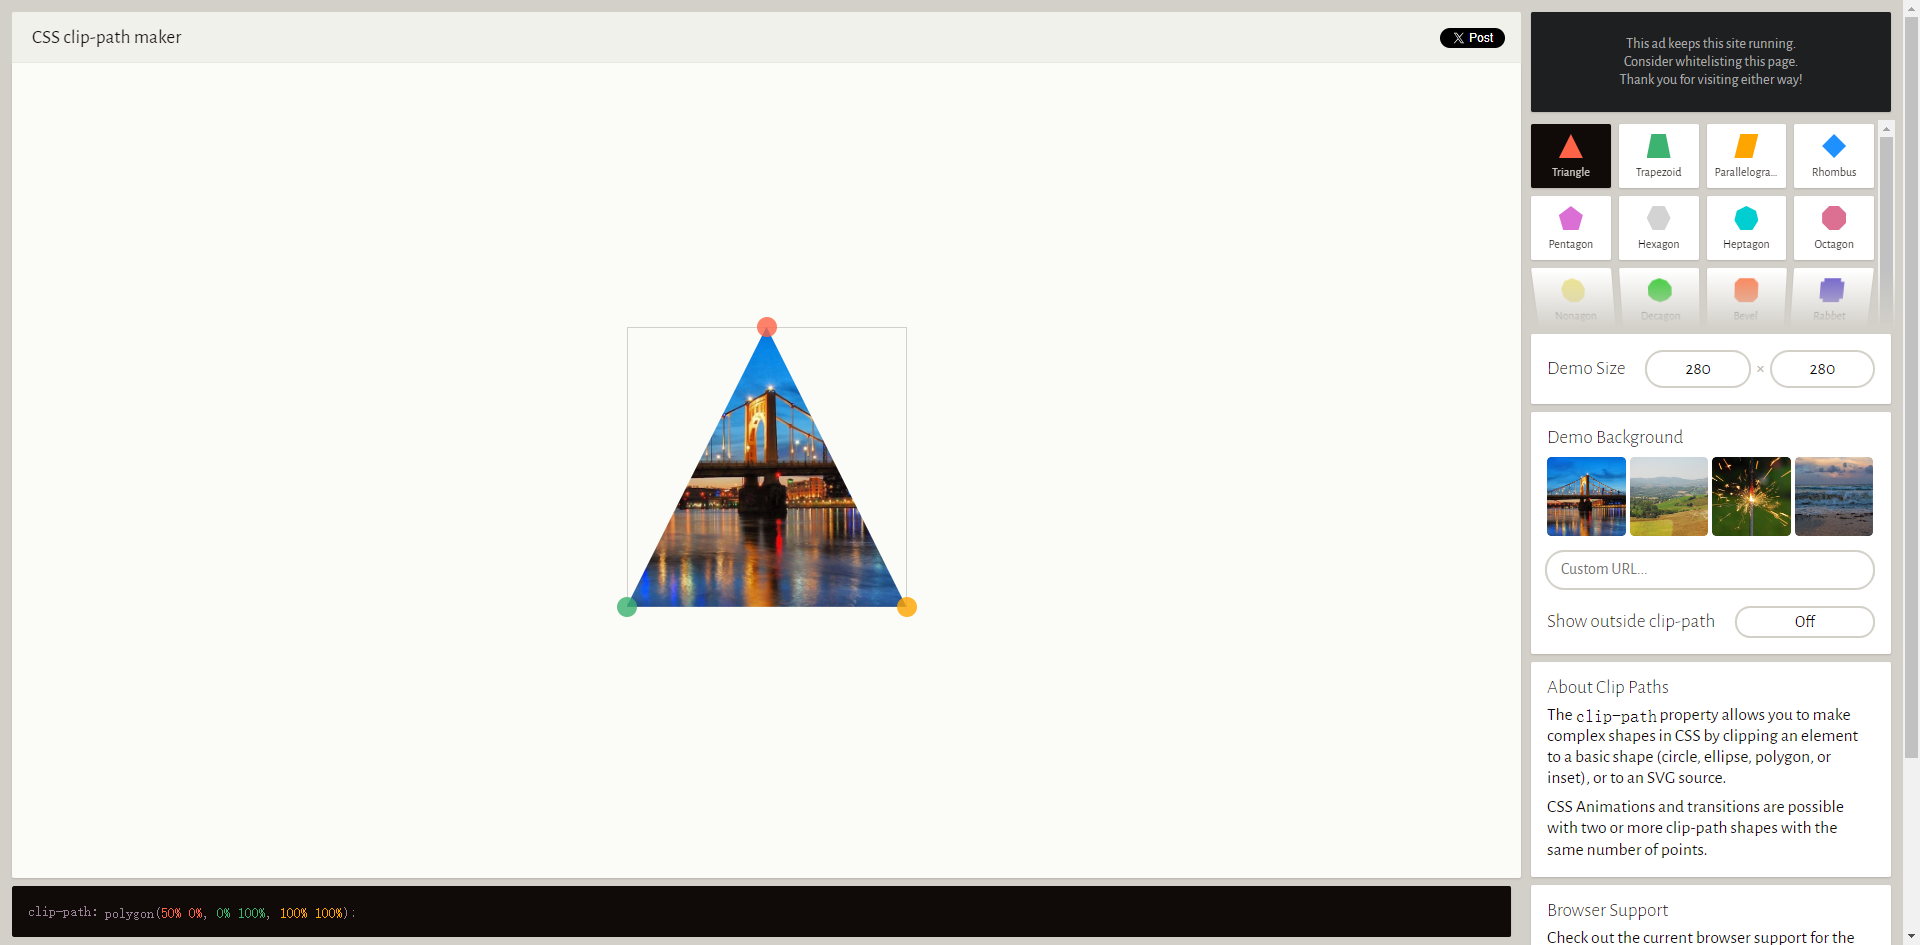 CSS clip-path maker
Post
This ad keeps this site running.
Consider whitelisting this page.
Thank you for visiting either way!
Triangle
Trapezoid
Parallelogra...
Rhombus
Pentagon
Hexagon
Heptagon
Octagon
Nonagon
Decagon
Bevel
Rabbet
Demo Size
280
×
280
Demo Background
Custom URL...
Show outside clip-path
Off
About Clip Paths
The clip-path property allows you to make
complex shapes in CSS by clipping an element
to a basic shape (circle, ellipse, polygon, or
inset), or to an SVG source.
CSS Animations and transitions are possible
with two or more clip-path shapes with the
same number of points.
clip-path: polygon(50% 0%, 0% 100%, 100% 100%);
Browser Support
Check out the current browser support for the